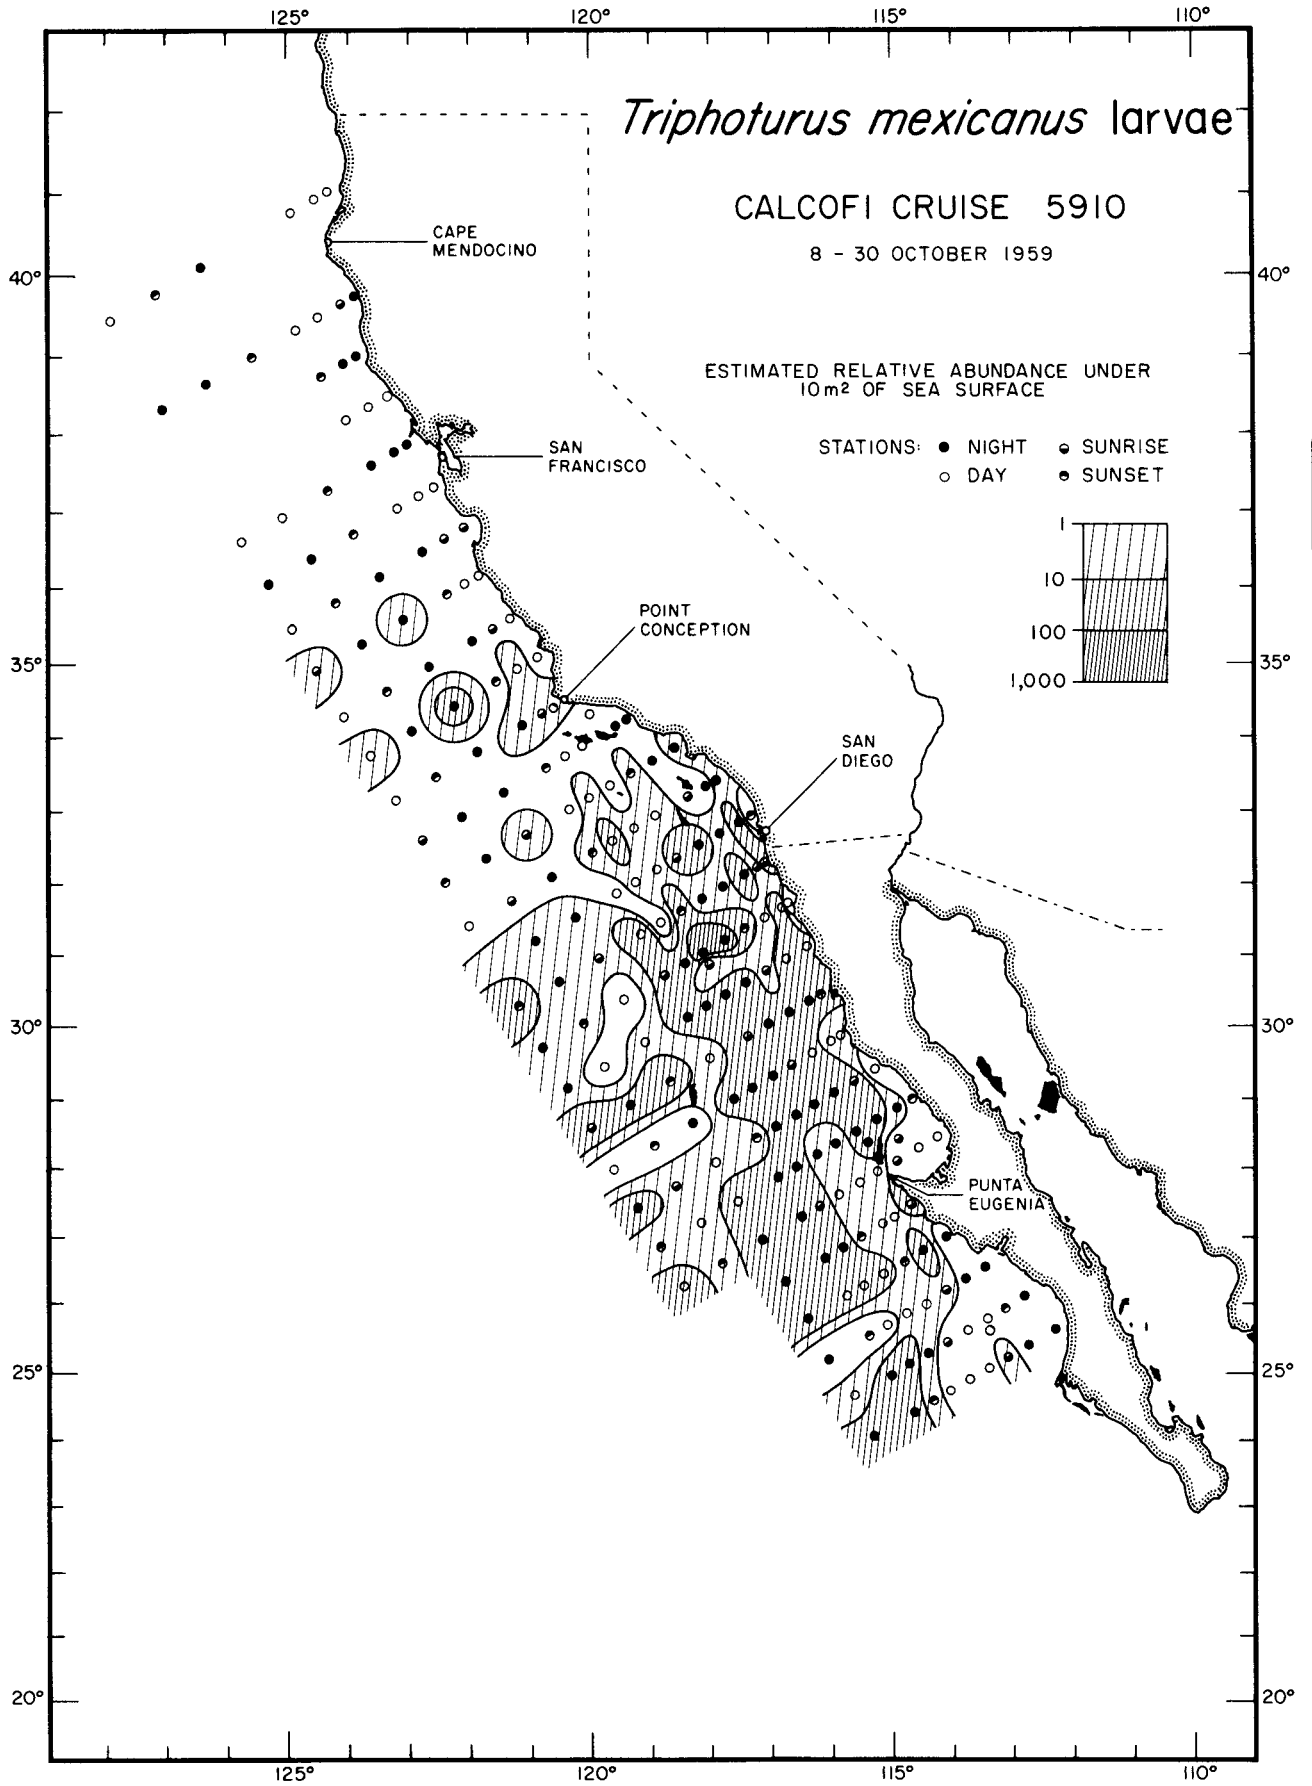 125° 120° 115° 110°
Triphoturus mexicanus larvae
CALCOFI CRUISE 5910
8 - 30 OCTOBER 1959
CAPE
MENDOCINO
40° 40°
ESTIMATED RELATIVE ABUNDANCE UNDER
10m2 OF SEA SURFACE
STATIONS: NIGHT SUNRISE
DAY SUNSET
SAN
FRANCISCO
1
10
100
1,000
POINT
CONCEPTION
35° 35°
SAN
DIEGO
30° 30°
PUNTA
EUGENIA
25° 25°
20° 20°
125° 120° 115° 110°